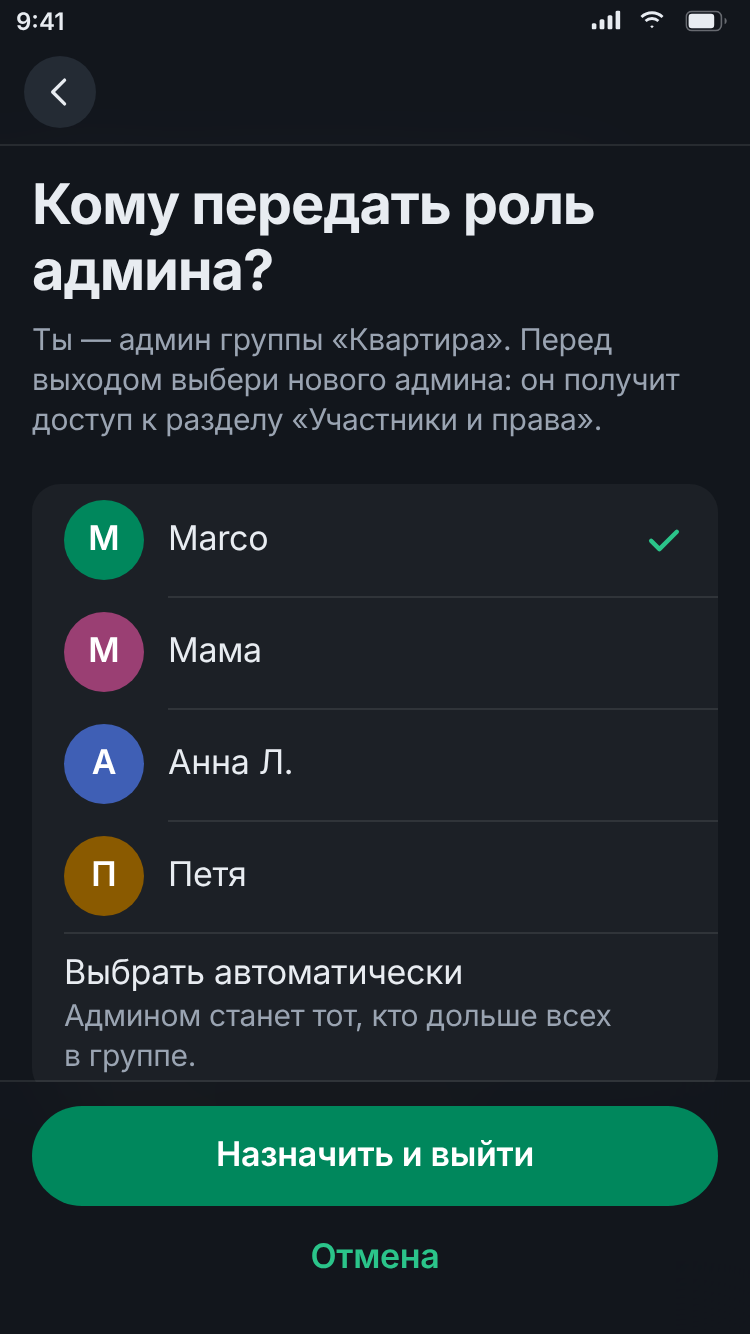 9:41
Кому передать роль
админа?
Ты — админ группы «Квартира». Перед
выходом выбери нового админа: он получит
доступ к разделу «Участники и права».
M Marco
М Мама
А Анна Л.
П Петя
Выбрать автоматически
Админом станет тот, кто дольше всех
в группе.
Назначить и выйти
Отмена